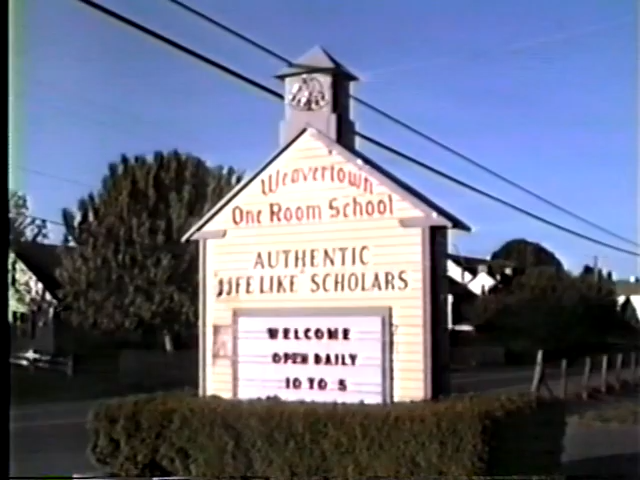 Weavertown
One Room School
AUTHENTIC
"LIFE LIKE" SCHOLARS
WELCOME
OPEN DAILY
10 TO 5